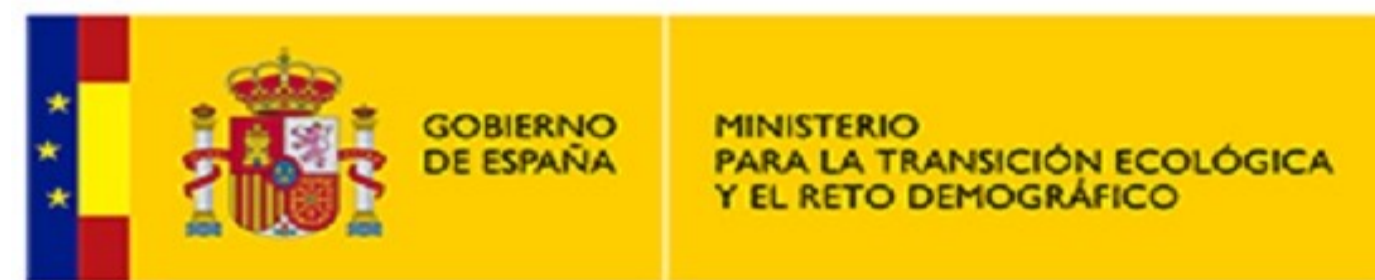 GOBIERNO
DE ESPAÑA
MINISTERIO
PARA LA TRANSICIÓN ECOLÓGICA
Y EL RETO DEMOGRÁFICO